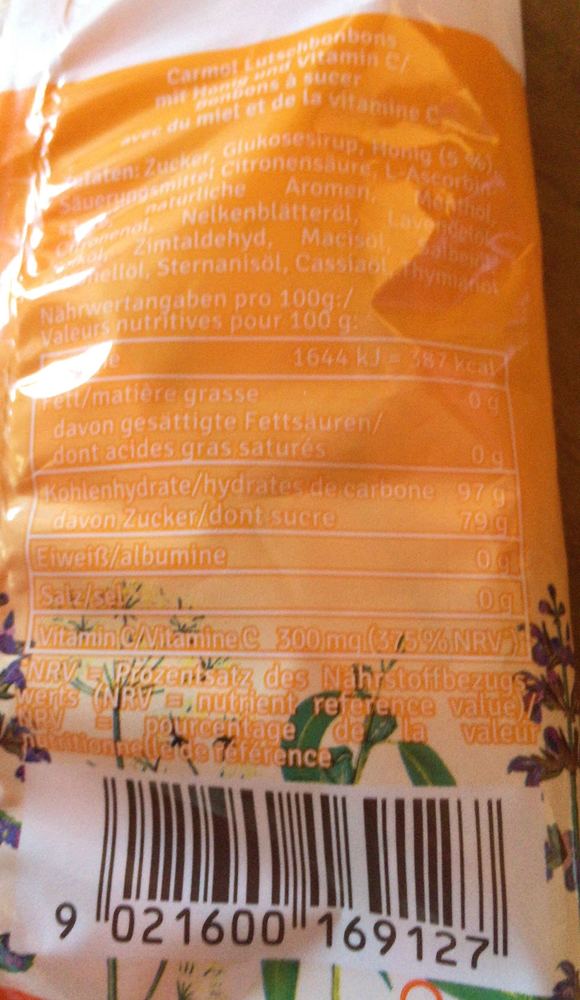 Carmol Lutschbonbons
mit Honig und Vitamin C/
bonbons à sucer
avec du miel et de la vitamine C
Zutaten: Zucker, Glukosesirup, Honig (5 %),
Säuerungsmittel Citronensäure, L-Ascorbin
natürliche Aromen, Menthol,
Citronenöl, Nelkenblätteröl,
Zimtaldehyd, Macisöl,
Sternanisöl, Cassiaöl, Thymianöl
Nährwertangaben pro 100g:/
Valeurs nutritives pour 100 g:
1644 kJ = 387 kcal
Fett/matière grasse 0 g
davon gesättigte Fettsäuren/
dont acides gras saturés 0 g
Kohlenhydrate/hydrates de carbone 97 g
davon Zucker/dont sucre 79 g
Eiweiß/albumine 0 g
Salz/sel 0 g
Vitamin C/Vitamine C 300 mg (375 % NRV)
NRV = Prozentsatz des Nährstoffbezugs
werts (NRV = nutrient reference value)/
NRV = pourcentage de la valeur
nutritionnelle de référence
9 021600 169127